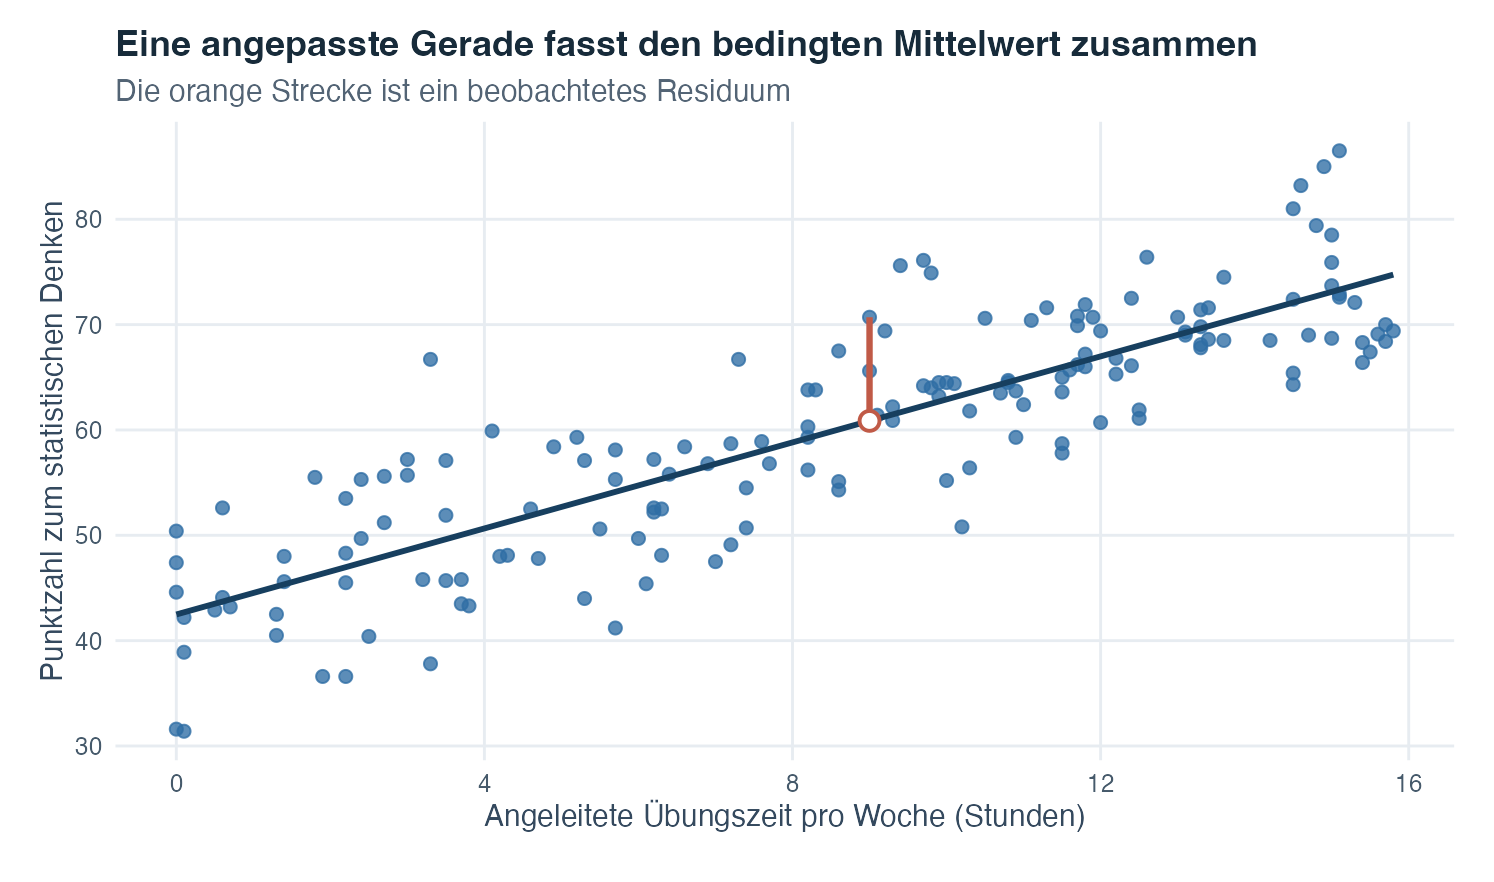 Eine angepasste Gerade fasst den bedingten Mittelwert zusammen
Die orange Strecke ist ein beobachtetes Residuum
Punktzahl zum statistischen Denken
80
70
60
50
40
30
0 4 8 12 16
Angeleitete Übungszeit pro Woche (Stunden)